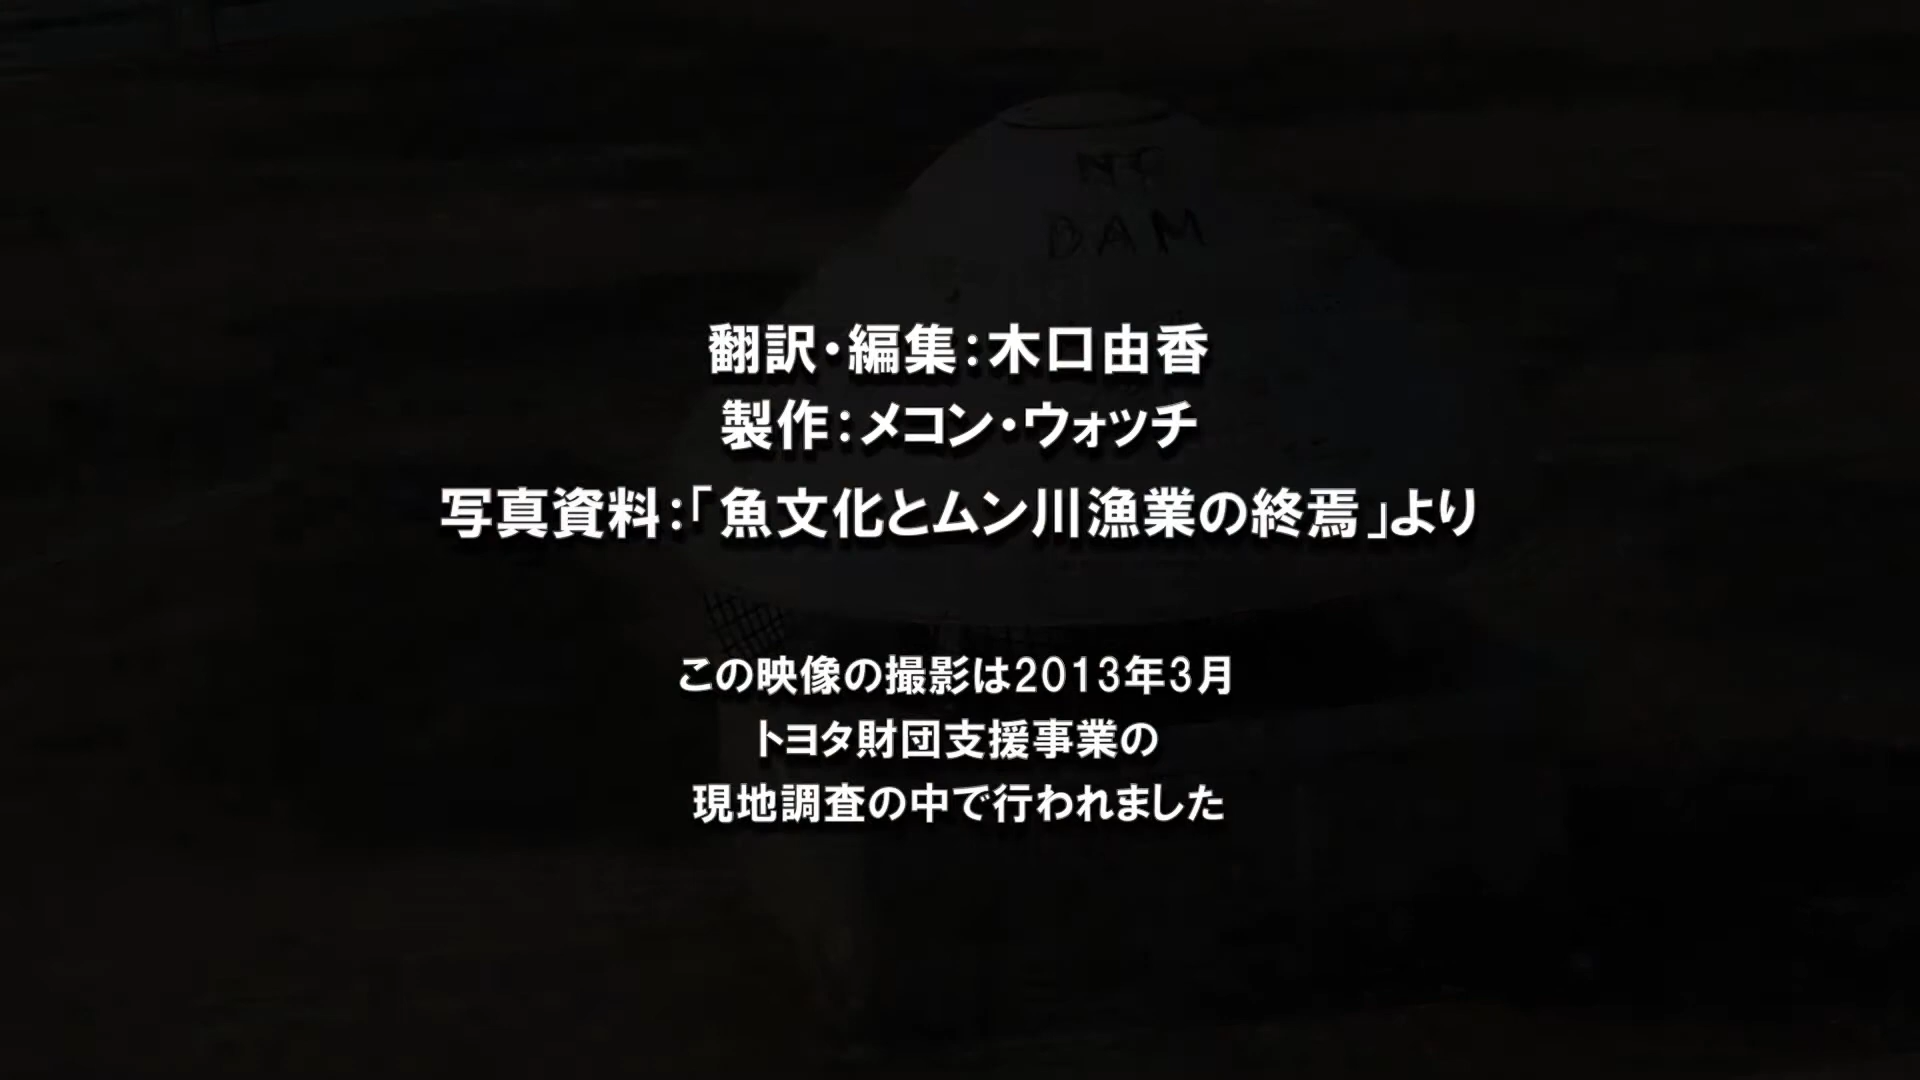 NO
DAM
翻訳・編集：木口由香
製作：メコン・ウォッチ
写真資料：「魚文化とムン川漁業の終焉」より
この映像の撮影は2013年3月
トヨタ財団支援事業の
現地調査の中で行われました